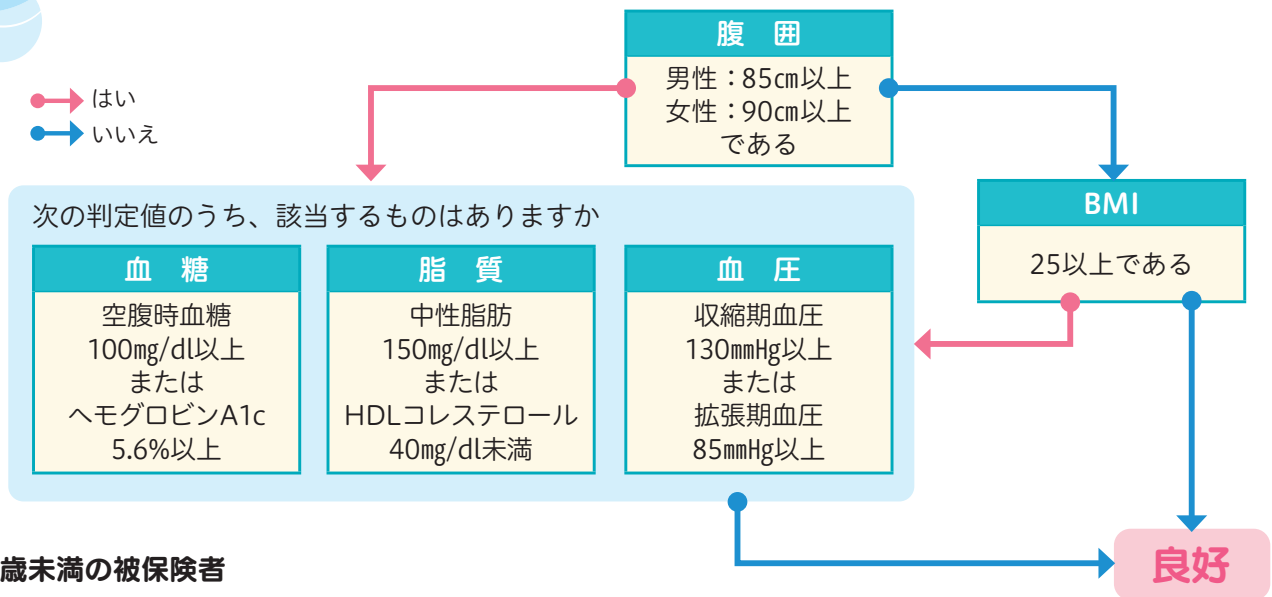 腹 囲
男性：85㎝以上
女性：90㎝以上
である
はい
いいえ
BMI
25以上である
次の判定値のうち、該当するものはありますか
血 糖
空腹時血糖
100㎎/dl以上
または
ヘモグロビンA1c
5.6%以上
脂 質
中性脂肪
150㎎/dl以上
または
HDLコレステロール
40㎎/dl未満
血 圧
収縮期血圧
130㎜Hg以上
または
拡張期血圧
85㎜Hg以上
良好
歳未満の被保険者